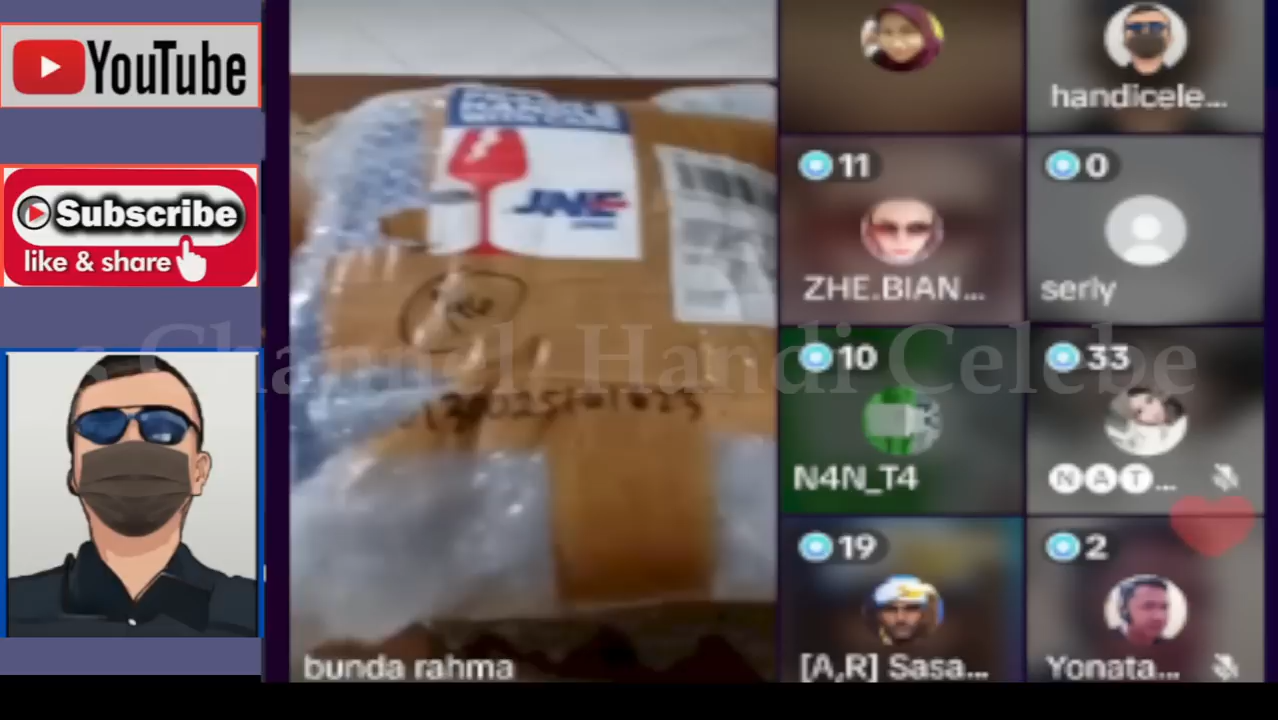 YouTube
Subscribe
like & share
JNE
handicele...
11
0
ZHE.BIAN...
serly
s Channel: Handi Celebe
10
33
N4N_T4
NAT...
19
2
bunda rahma
[A,R] Sasa...
Yonata...